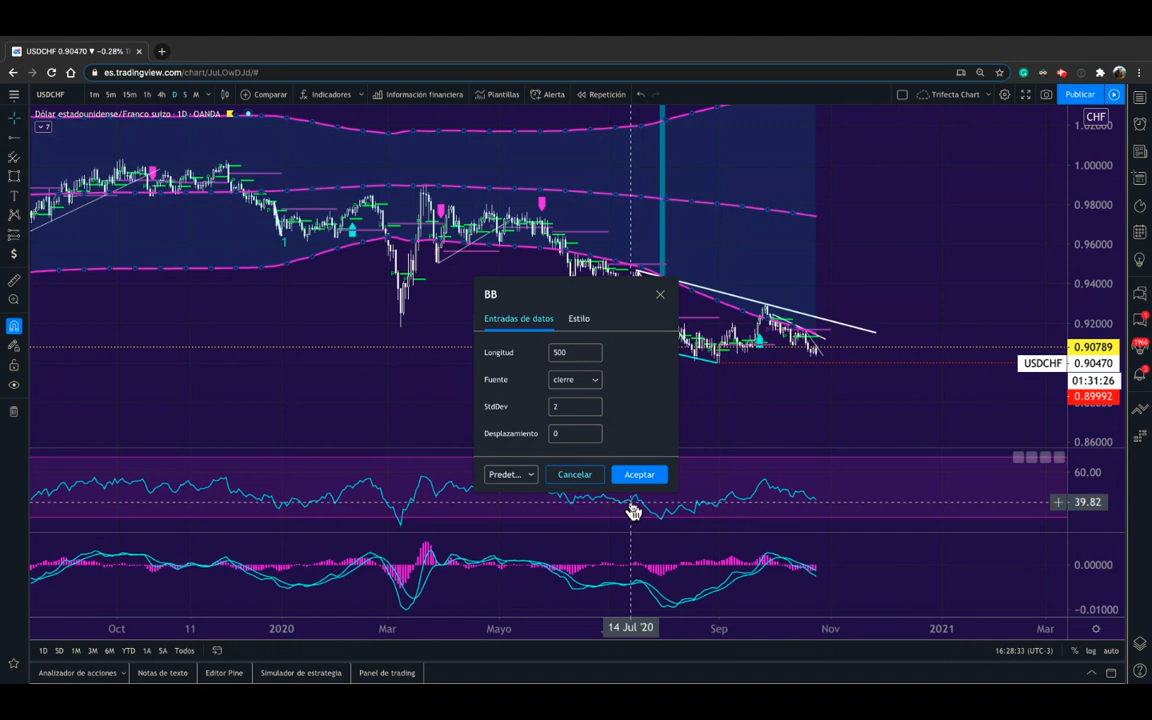 USDCHF 0.90470 ▼ −0.28%
es.tradingview.com/chart/JuLOwDJd/#
USDCHF 1m 5m 15m 1h 4h D S M Comparar Indicadores Información financiera Plantillas Alerta Repetición Trifecta Chart Publicar
Dólar estadounidense/Franco suizo · 1D · OANDA
7
CHF
1.02000
1.00000
0.98000
0.96000
0.94000
0.92000
0.90789
USDCHF 0.90470
01:31:26
0.89992
0.86000
1
BB
Entradas de datos Estilo
Longitud 500
Fuente cierre
StdDev 2
Desplazamiento 0
Predet... Cancelar Aceptar
60.00
39.82
0.00000
-0.01000
Oct 11 2020 Mar Mayo 14 Jul '20 Sep Nov 2021 Mar
1D 5D 1M 3M 6M YTD 1A 5A Todos 16:28:33 (UTC-3) % log auto
Analizador de acciones Notas de texto Editor Pine Simulador de estrategia Panel de trading